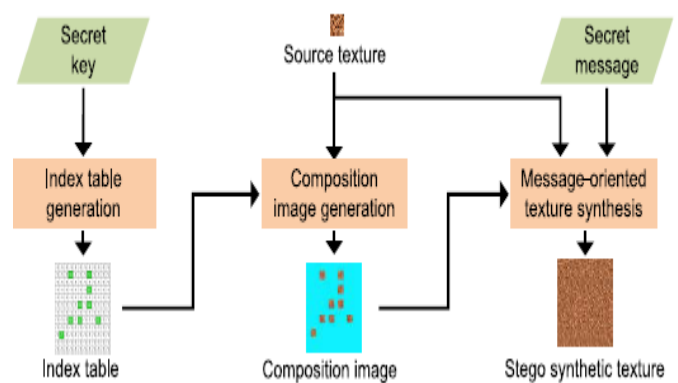 Secret
key
Source texture
Secret
message
Index table
generation
Composition
image generation
Message-oriented
texture synthesis
Index table
Composition image
Stego synthetic texture